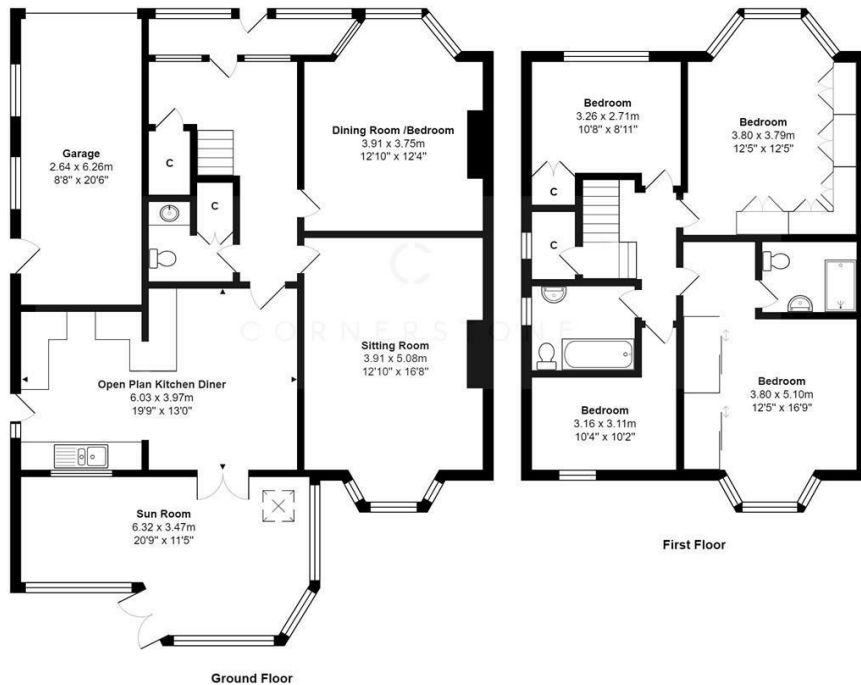 Garage
2.64 x 6.26m
8'8" x 20'6"
C
C
Dining Room /Bedroom
3.91 x 3.75m
12'10" x 12'4"
Open Plan Kitchen Diner
6.03 x 3.97m
19'9" x 13'0"
Sitting Room
3.91 x 5.08m
12'10" x 16'8"
Sun Room
6.32 x 3.47m
20'9" x 11'5"
Ground Floor
Bedroom
3.26 x 2.71m
10'8" x 8'11"
Bedroom
3.80 x 3.79m
12'5" x 12'5"
C
C
Bedroom
3.16 x 3.11m
10'4" x 10'2"
Bedroom
3.80 x 5.10m
12'5" x 16'9"
First Floor
CORNERSTONE